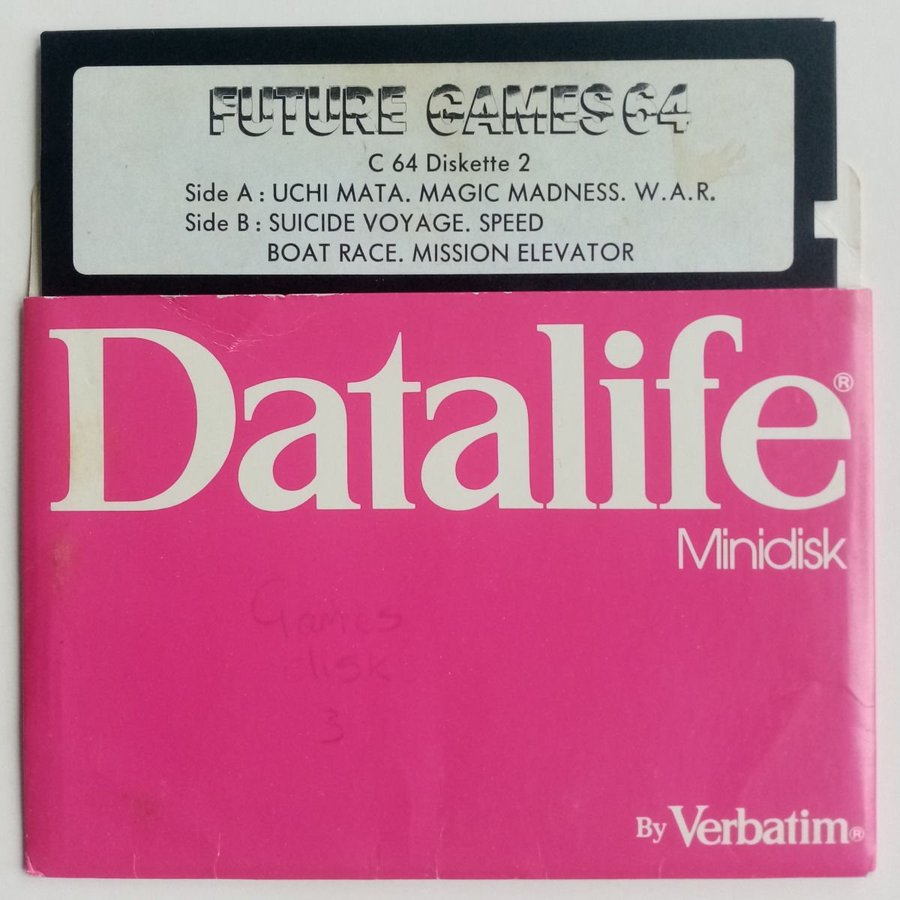 FUTURE GAMES 64
C 64 Diskette 2
Side A : UCHI MATA. MAGIC MADNESS. W.A.R.
Side B : SUICIDE VOYAGE. SPEED
BOAT RACE. MISSION ELEVATOR
Datalife®
Minidisk
Games
disk
3
By Verbatim®